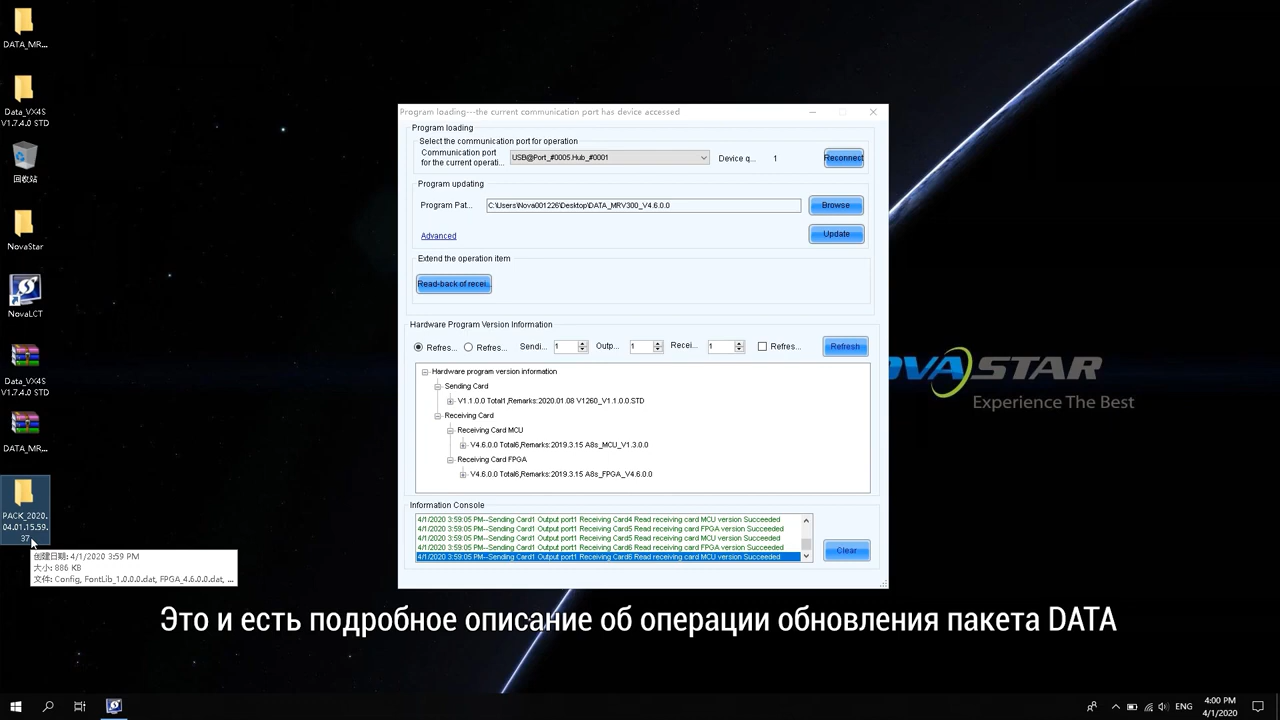 DATA_MR...
Data_VX4S
V1.7.4.0 STD
回收站
NovaStar
NovaLCT
Data_VX4S
V1.7.4.0 STD
DATA_MR...
PACK_2020.
04.01.15.59.
37
创建日期: 4/1/2020 3:59 PM
大小: 886 KB
文件: Config, FontLib_1.0.0.0.dat, FPGA_4.6.0.0.dat, ...
Program loading---the current communication port has device accessed
Program loading
Select the communication port for operation
Communication port
for the current operati...
USB@Port_#0005.Hub_#0001
Device q...
1
Reconnect
Program updating
Program Pat...
C:\Users\Nova001226\Desktop\DATA_MRV300_V4.6.0.0
Browse
Advanced
Update
Extend the operation item
Read-back of recei...
Hardware Program Version Information
Refres... Refres... Sendi... 1 Outp... 1 Recei... 1 Refres... Refresh
Hardware program version information
Sending Card
V1.1.0.0 Total1,Remarks:2020.01.08 V1260_V1.1.0.0.STD
Receiving Card
Receiving Card MCU
V4.6.0.0 Total6,Remarks:2019.3.15 A8s_MCU_V1.3.0.0
Receiving Card FPGA
V4.6.0.0 Total6,Remarks:2019.3.15 A8s_FPGA_V4.6.0.0
Information Console
4/1/2020 3:59:05 PM--Sending Card1 Output port1 Receiving Card4 Read receiving card MCU version Succeeded
4/1/2020 3:59:05 PM--Sending Card1 Output port1 Receiving Card5 Read receiving card FPGA version Succeeded
4/1/2020 3:59:05 PM--Sending Card1 Output port1 Receiving Card5 Read receiving card MCU version Succeeded
4/1/2020 3:59:05 PM--Sending Card1 Output port1 Receiving Card6 Read receiving card FPGA version Succeeded
4/1/2020 3:59:05 PM--Sending Card1 Output port1 Receiving Card6 Read receiving card MCU version Succeeded
Clear
OVASTAR
Experience The Best
Это и есть подробное описание об операции обновления пакета DATA
ENG
4:00 PM
4/1/2020